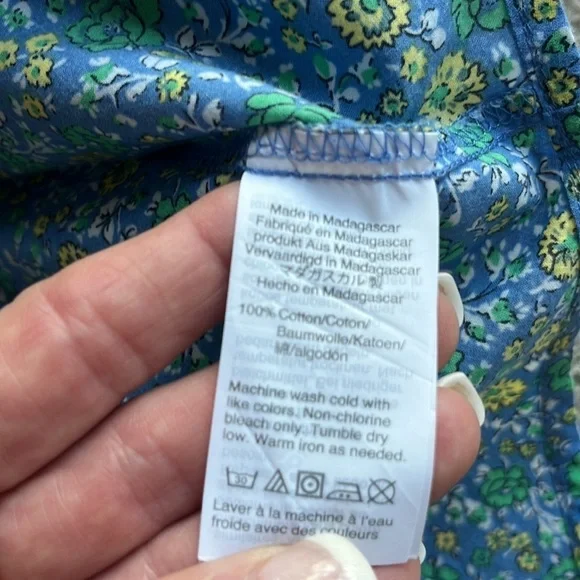 Made in Madagascar
Fabriqué en Madagascar
produkt Aus Madagaskar
Vervaardigd in Madagascar
マダガスカル製
Hecho en Madagascar
100% Cotton/Coton/
Baumwolle/Katoen/
綿/algodón
Machine wash cold with
like colors. Non-chlorine
bleach only. Tumble dry
low. Warm iron as needed.
30
Laver à la machine à l'eau
froide avec des couleurs